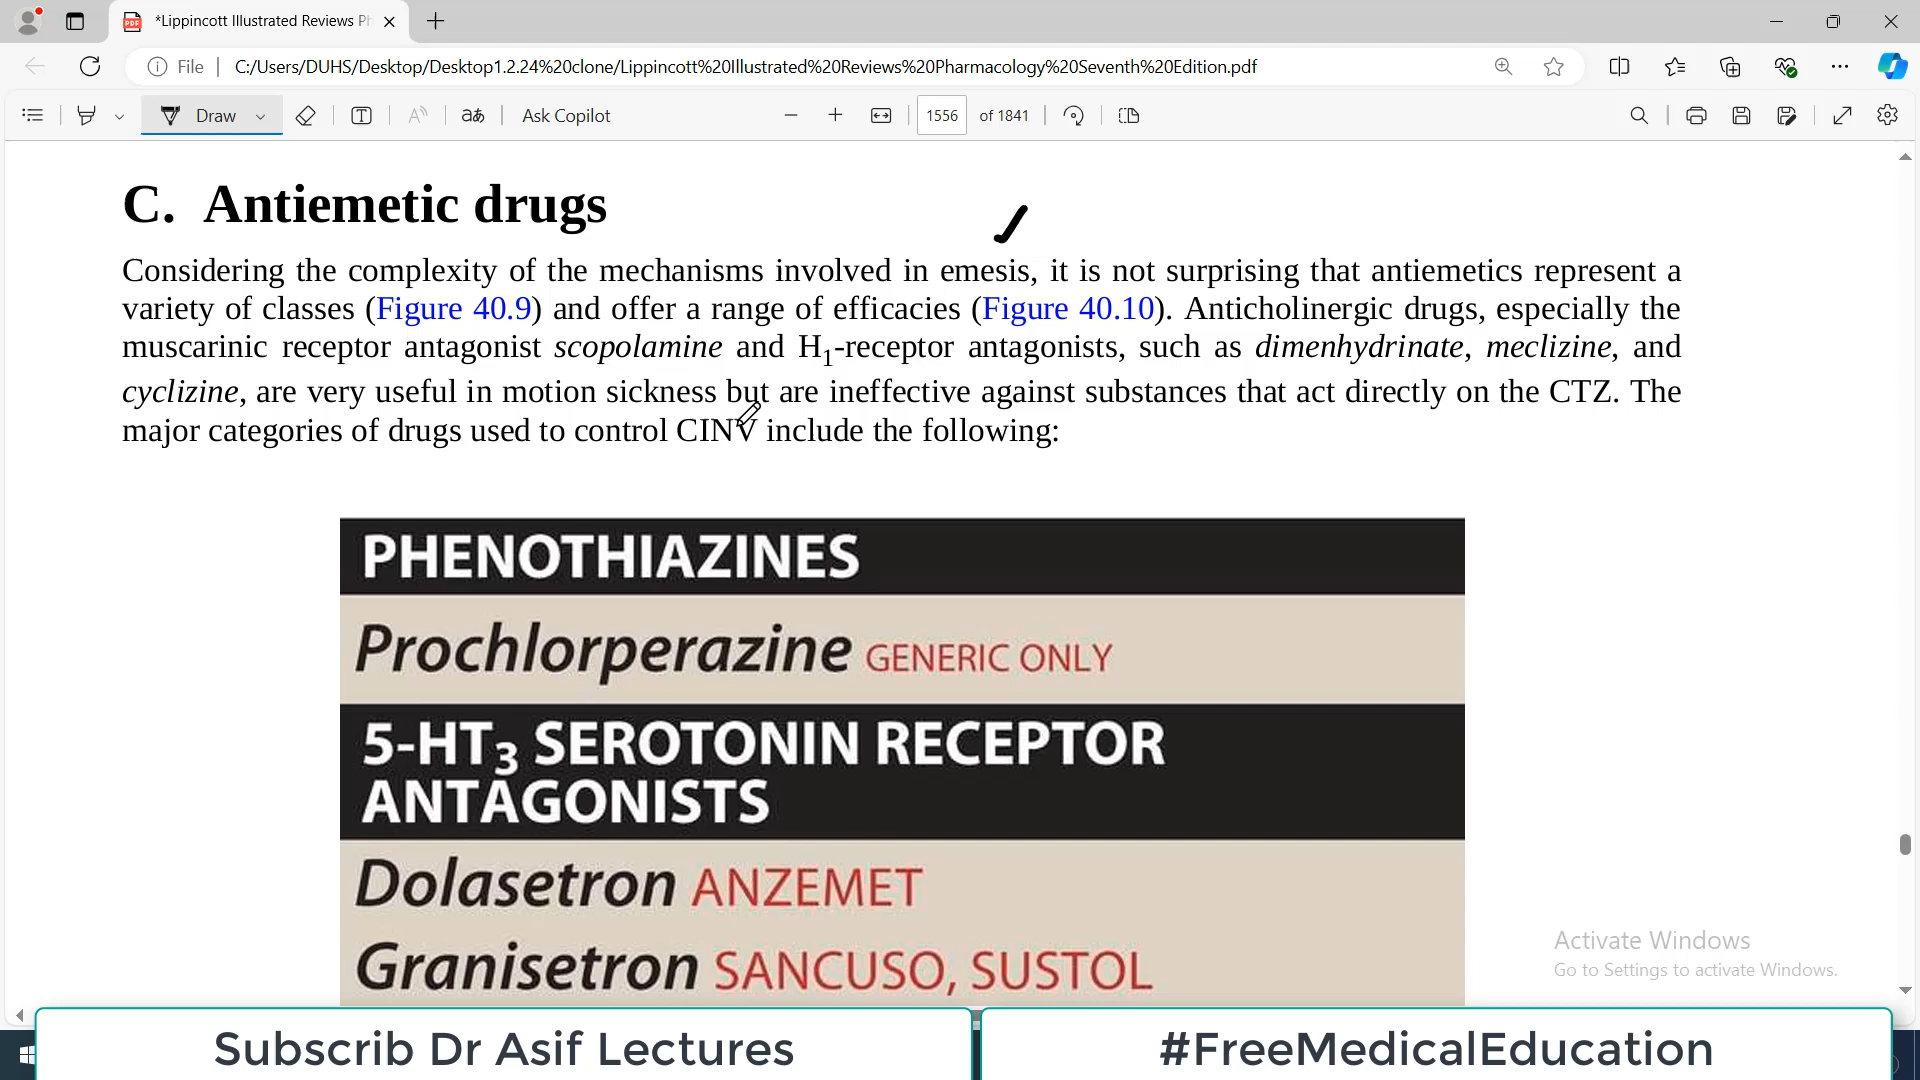 *Lippincott Illustrated Reviews P
File
C:/Users/DUHS/Desktop/Desktop1.2.24%20clone/Lippincott%20Illustrated%20Reviews%20Pharmacology%20Seventh%20Edition.pdf
Draw
aあ
Ask Copilot
1556 of 1841
C. Antiemetic drugs
Considering the complexity of the mechanisms involved in emesis, it is not surprising that antiemetics represent a
variety of classes (Figure 40.9) and offer a range of efficacies (Figure 40.10). Anticholinergic drugs, especially the
muscarinic receptor antagonist scopolamine and H1-receptor antagonists, such as dimenhydrinate, meclizine, and
cyclizine, are very useful in motion sickness but are ineffective against substances that act directly on the CTZ. The
major categories of drugs used to control CINV include the following:
PHENOTHIAZINES
Prochlorperazine GENERIC ONLY
5-HT3 SEROTONIN RECEPTOR
ANTAGONISTS
Dolasetron ANZEMET
Granisetron SANCUSO, SUSTOL
Activate Windows
Go to Settings to activate Windows.
Subscrib Dr Asif Lectures
#FreeMedicalEducation